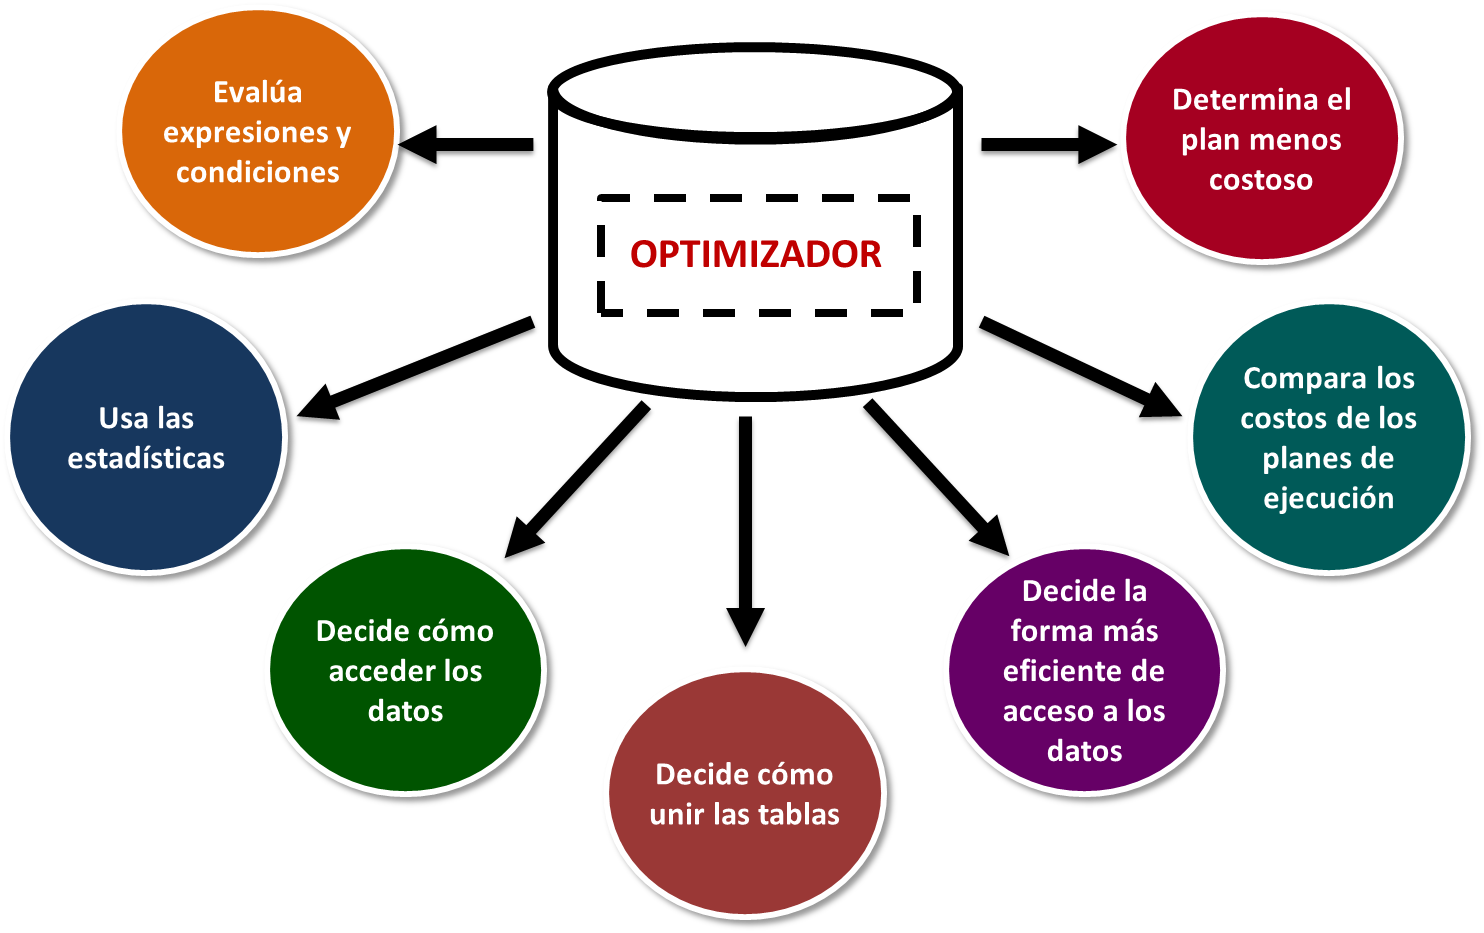 Evalúa
expresiones y
condiciones
OPTIMIZADOR
Determina el
plan menos
costoso
Usa las
estadísticas
Compara los
costos de los
planes de
ejecución
Decide cómo
acceder los
datos
Decide cómo
unir las tablas
Decide la
forma más
eficiente de
acceso a los
datos